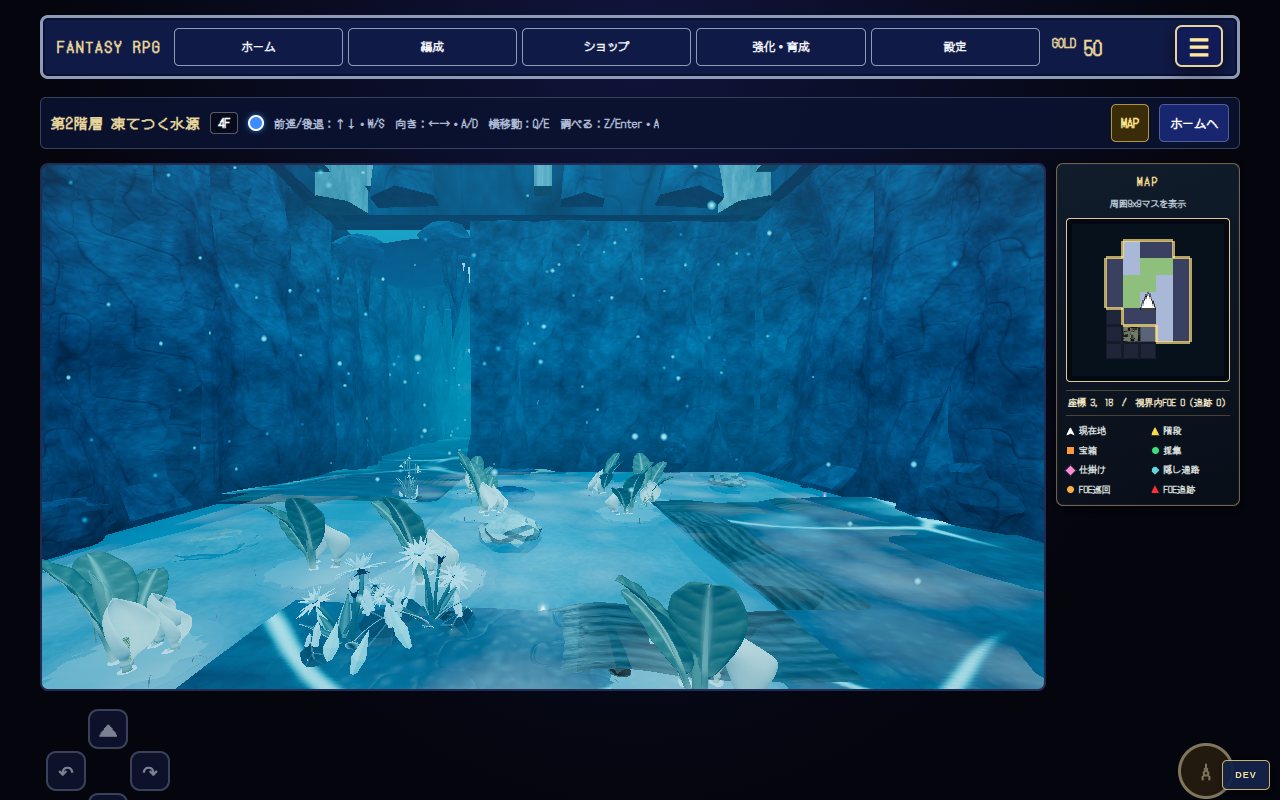 FANTASY RPG
ホーム
編成
ショップ
強化・育成
設定
GOLD 50
第2階層 凍てつく水源
4F
前進/後退：↑↓・W/S 向き：←→・A/D 横移動：Q/E 調べる：Z/Enter・A
MAP
ホームへ
MAP
周囲9x9マスを表示
座標 3, 18 / 視界内FOE 0 (追跡 0)
現在地
階段
宝箱
採集
仕掛け
隠し通路
FOE巡回
FOE追跡
A
DEV